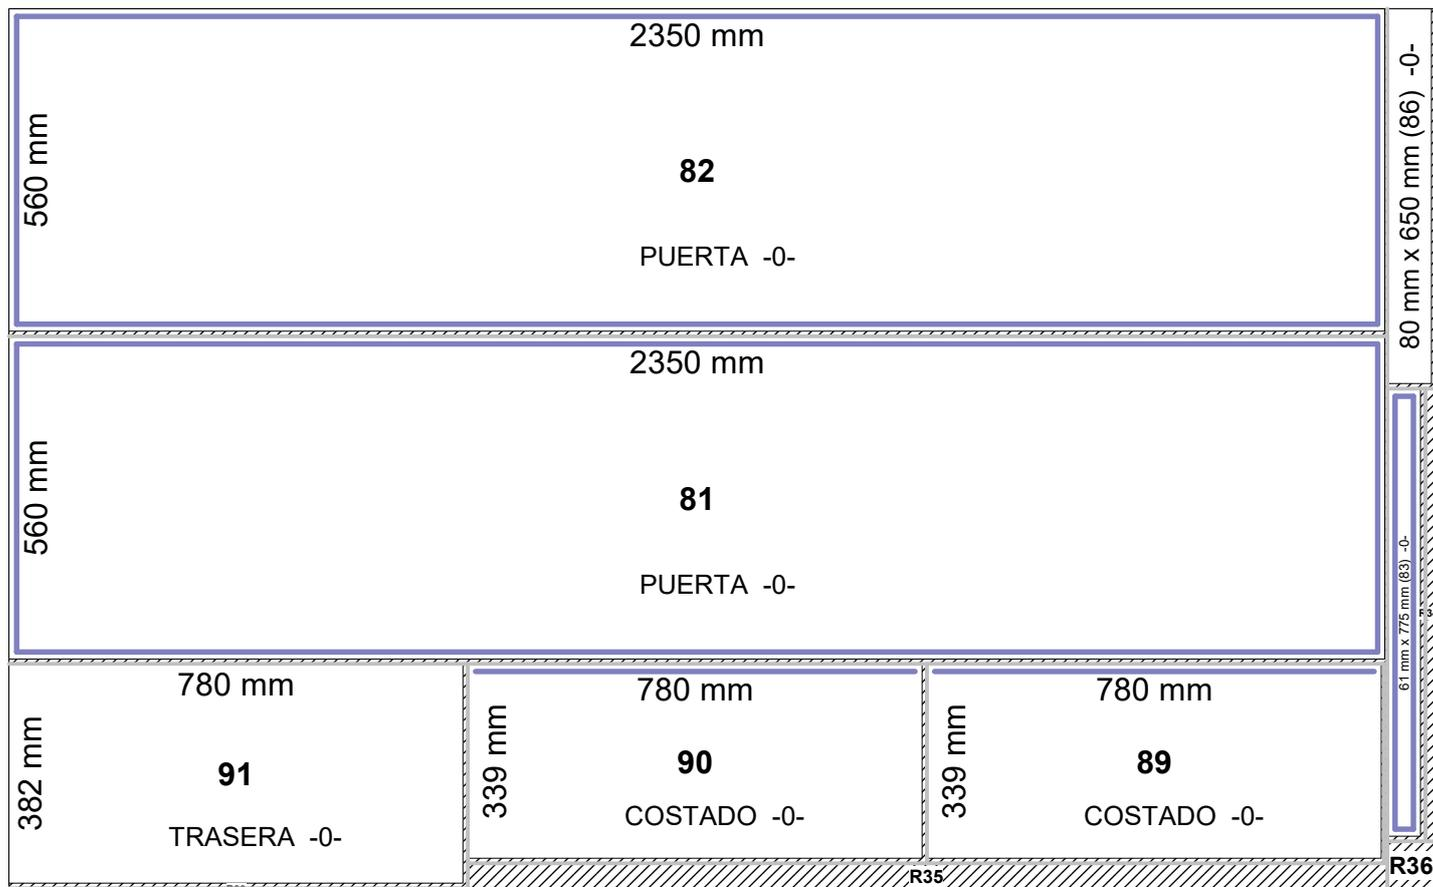 2350 mm
560 mm
82
PUERTA -0-
80 mm x 650 mm (86) -0-
2350 mm
560 mm
81
PUERTA -0-
61 mm x 775 mm (83) -0-
780 mm
382 mm
91
TRASERA -0-
780 mm
339 mm
90
COSTADO -0-
780 mm
339 mm
89
COSTADO -0-
R35
R36